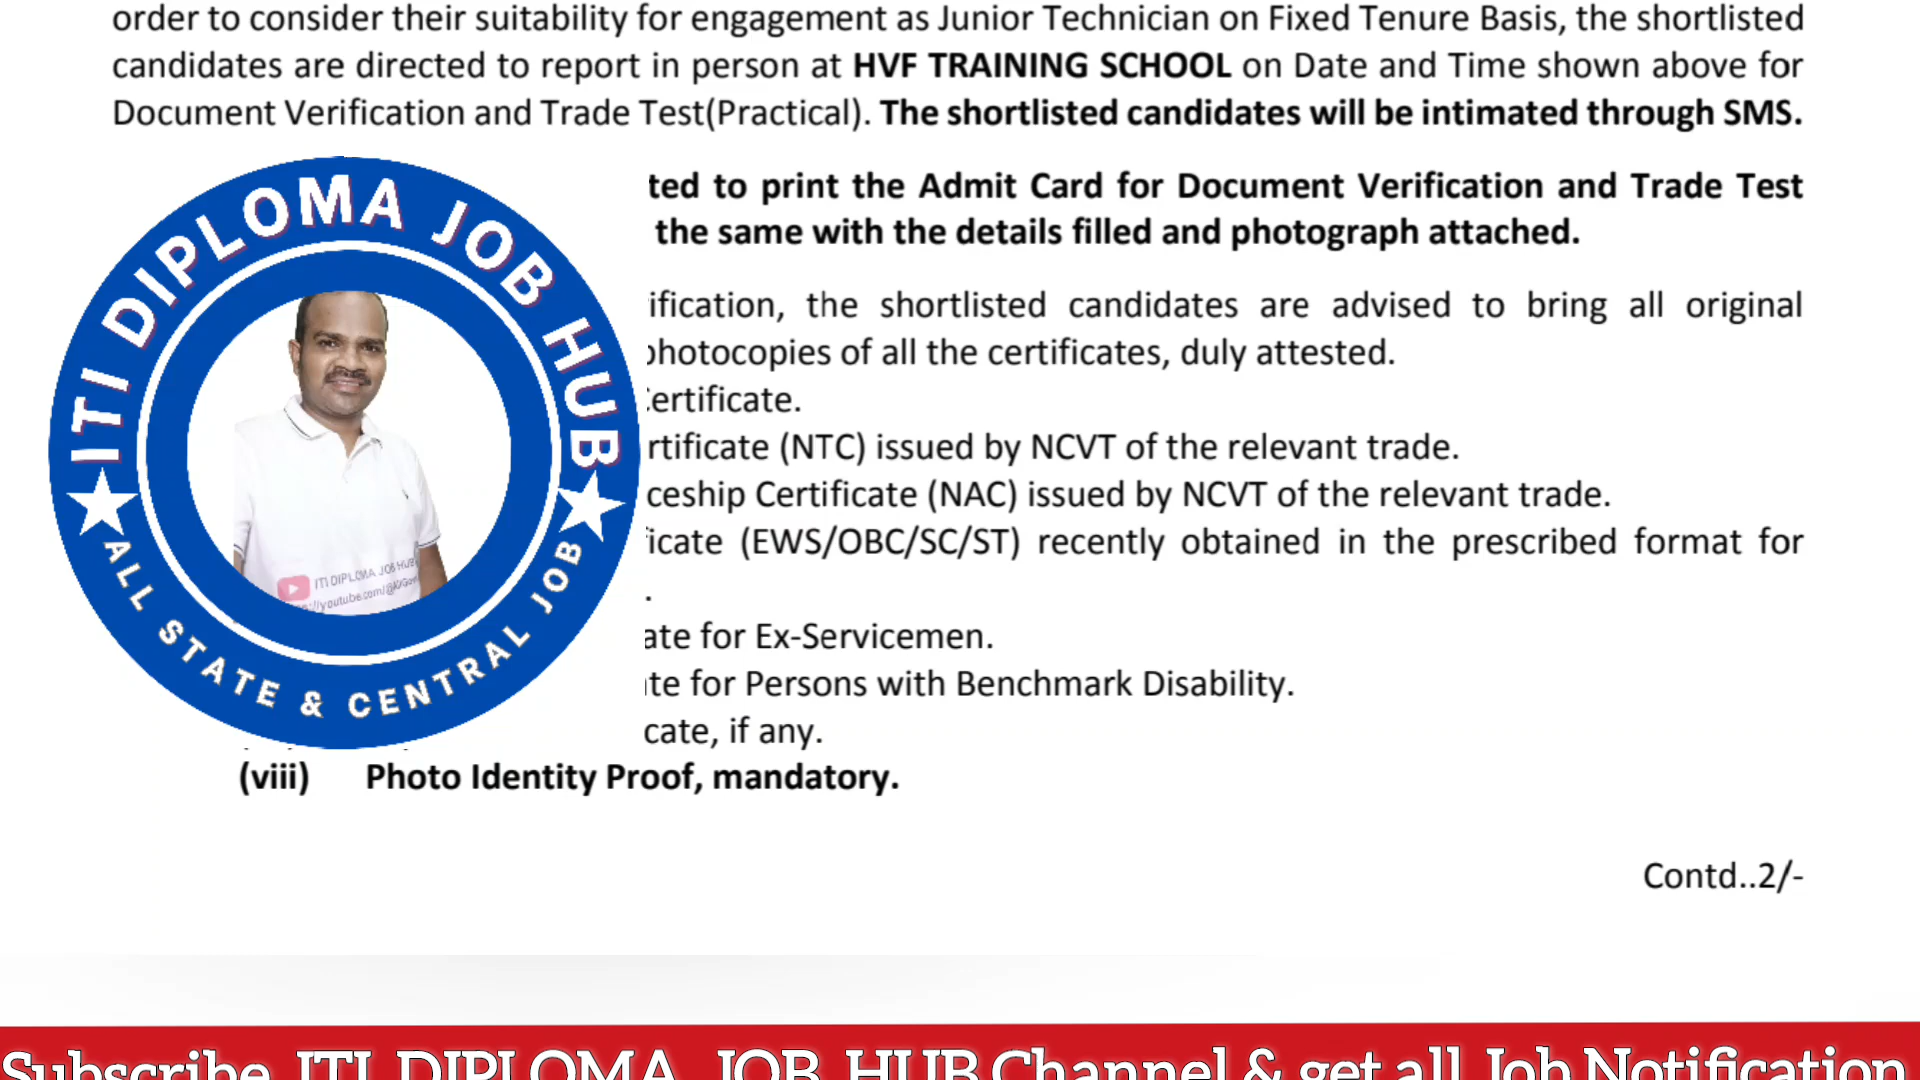 order to consider their suitability for engagement as Junior Technician on Fixed Tenure Basis, the shortlisted
candidates are directed to report in person at HVF TRAINING SCHOOL on Date and Time shown above for
Document Verification and Trade Test(Practical). The shortlisted candidates will be intimated through SMS.
ted to print the Admit Card for Document Verification and Trade Test
the same with the details filled and photograph attached.
ification, the shortlisted candidates are advised to bring all original
photocopies of all the certificates, duly attested.
ertificate.
rtificate (NTC) issued by NCVT of the relevant trade.
ceship Certificate (NAC) issued by NCVT of the relevant trade.
icate (EWS/OBC/SC/ST) recently obtained in the prescribed format for
.
ate for Ex-Servicemen.
te for Persons with Benchmark Disability.
cate, if any.
(viii) Photo Identity Proof, mandatory.
Contd..2/-
ITI DIPLOMA JOB HUB
ALL STATE & CENTRAL JOB
ITI DIPLOMA JOB HUB
Subscribe ITI DIPLOMA JOB HUB Channel & get all Job Notification